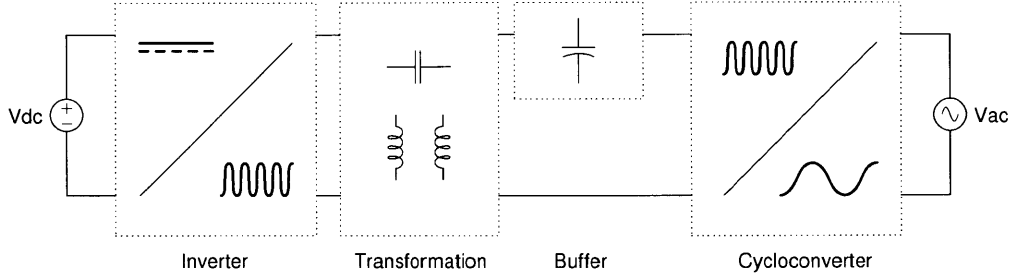 Vdc
Vac
Inverter
Transformation
Buffer
Cycloconverter